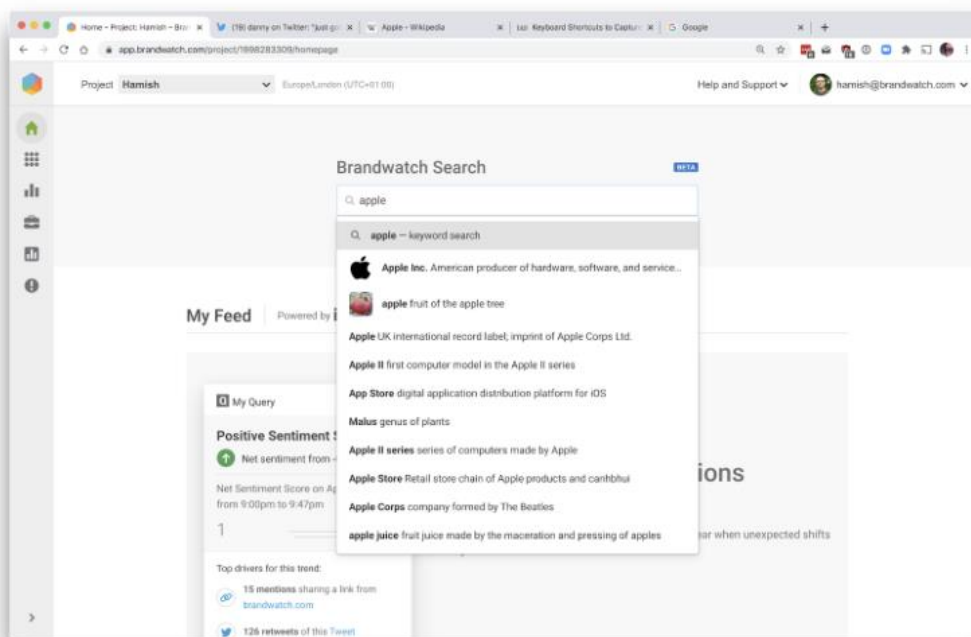 Home – Project: Hamish – Bra
(19) danny on Twitter: "just go
Apple - Wikipedia
Keyboard Shortcuts to Captur
Google
app.brandwatch.com/project/1998283309/homepage
Project Hamish
Europe/London (UTC+01:00)
Help and Support
hamish@brandwatch.com
Brandwatch Search
BETA
apple
apple — keyword search
Apple Inc. American producer of hardware, software, and service...
apple fruit of the apple tree
My Feed
Powered by
Apple UK international record label; imprint of Apple Corps Ltd.
Apple II first computer model in the Apple II series
App Store digital application distribution platform for iOS
My Query
Malus genus of plants
Positive Sentiment S
Apple II series series of computers made by Apple
Net sentiment from
ions
Apple Store Retail store chain of Apple products and canhbhui
Net Sentiment Score on Ap
from 9:00pm to 9:47pm
Apple Corps company formed by The Beatles
1
apple juice fruit juice made by the maceration and pressing of apples
ear when unexpected shifts
Top drivers for this trend:
15 mentions sharing a link from
brandwatch.com
126 retweets of this Tweet